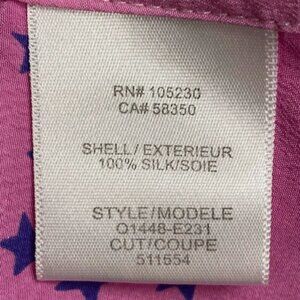 RN# 105230
CA# 58350
SHELL/EXTERIEUR
100% SILK/SOIE
STYLE/MODELE
Q1448-E231
CUT/COUPE
511554